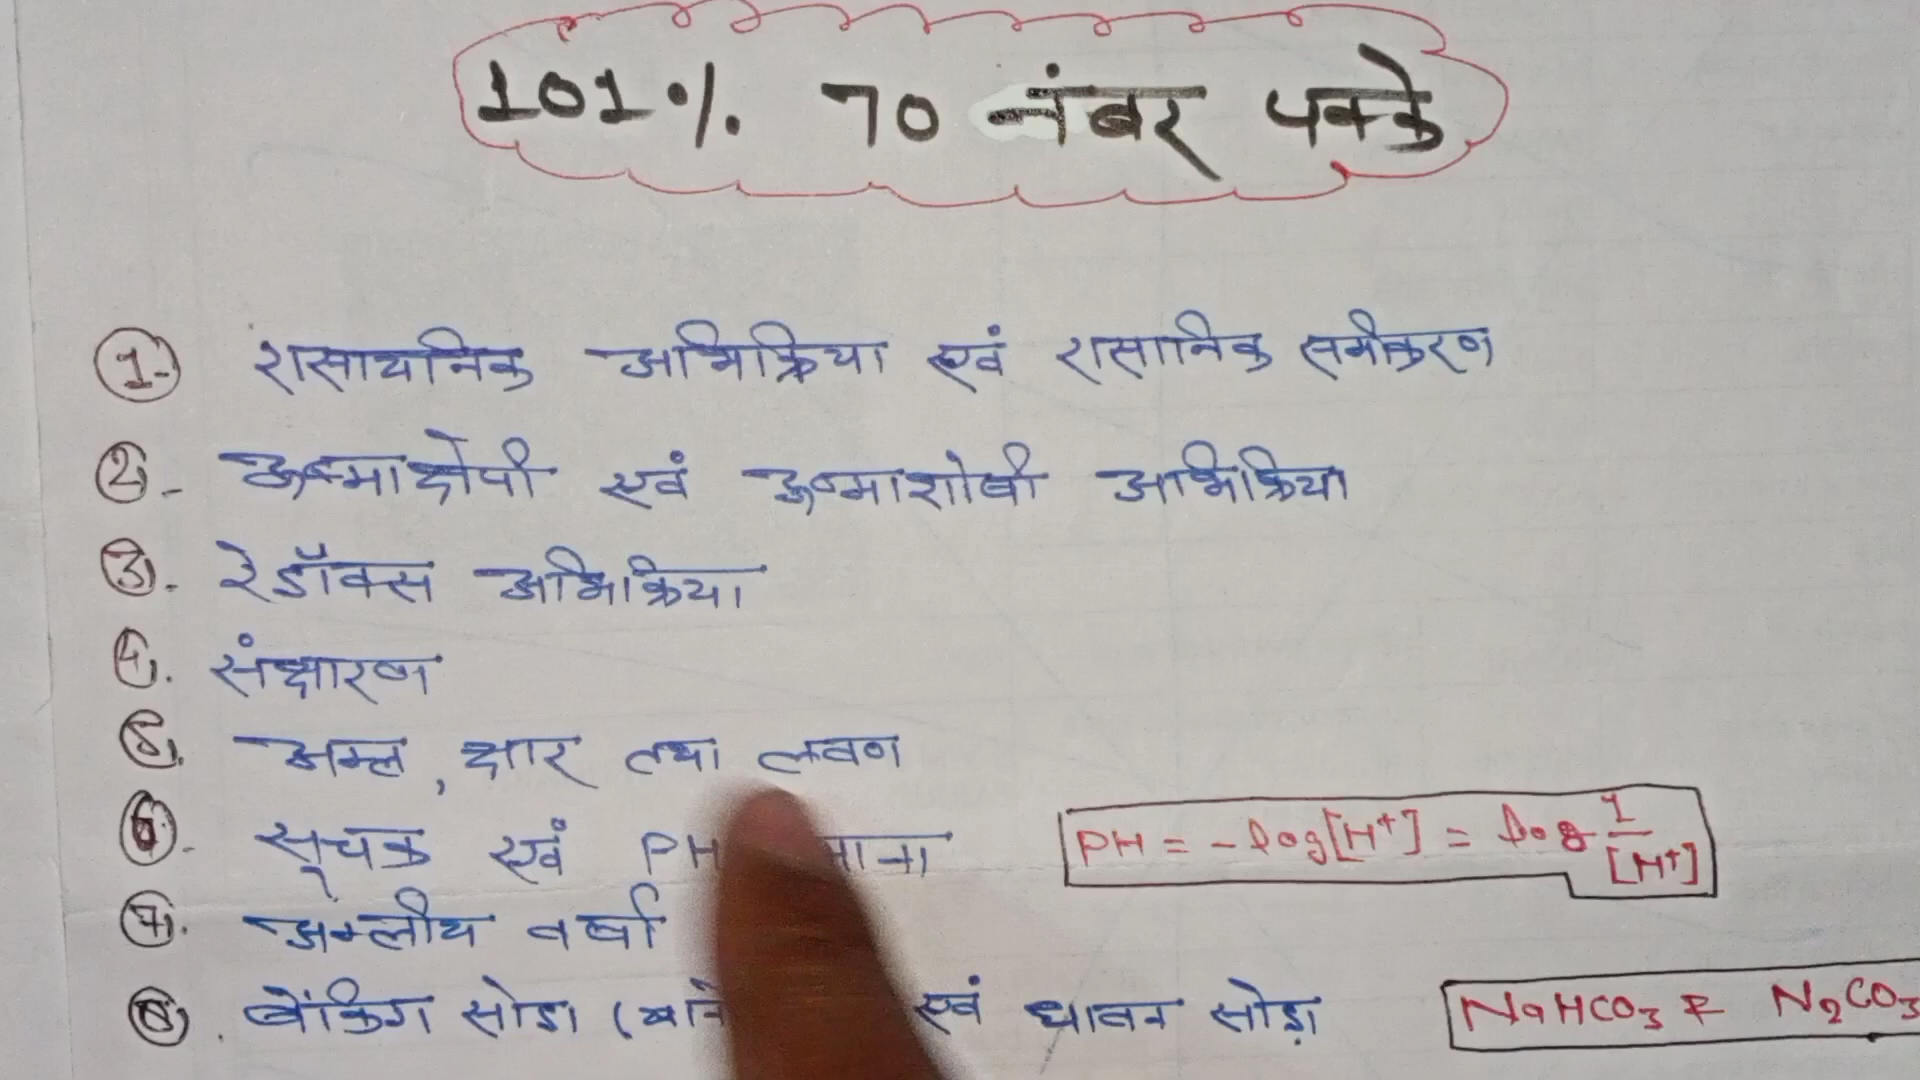 101%. 70 नंबर पक्के
1. रासायनिक अभिक्रिया एवं रासानिक समीकरण
2. ऊष्माक्षेपी एवं ऊष्माशोषी अभिक्रिया
3. रेडॉक्स अभिक्रिया
4. संक्षारण
5. अम्ल, क्षार तथा लवण
6. सूचक एवं PH
PH = -log[H+] = log 1/[H+]
7. अम्लीय वर्षा
8. बेंकिग सोडा (खाने एवं धावन सोड़ा
NaHCO3 & N2CO3